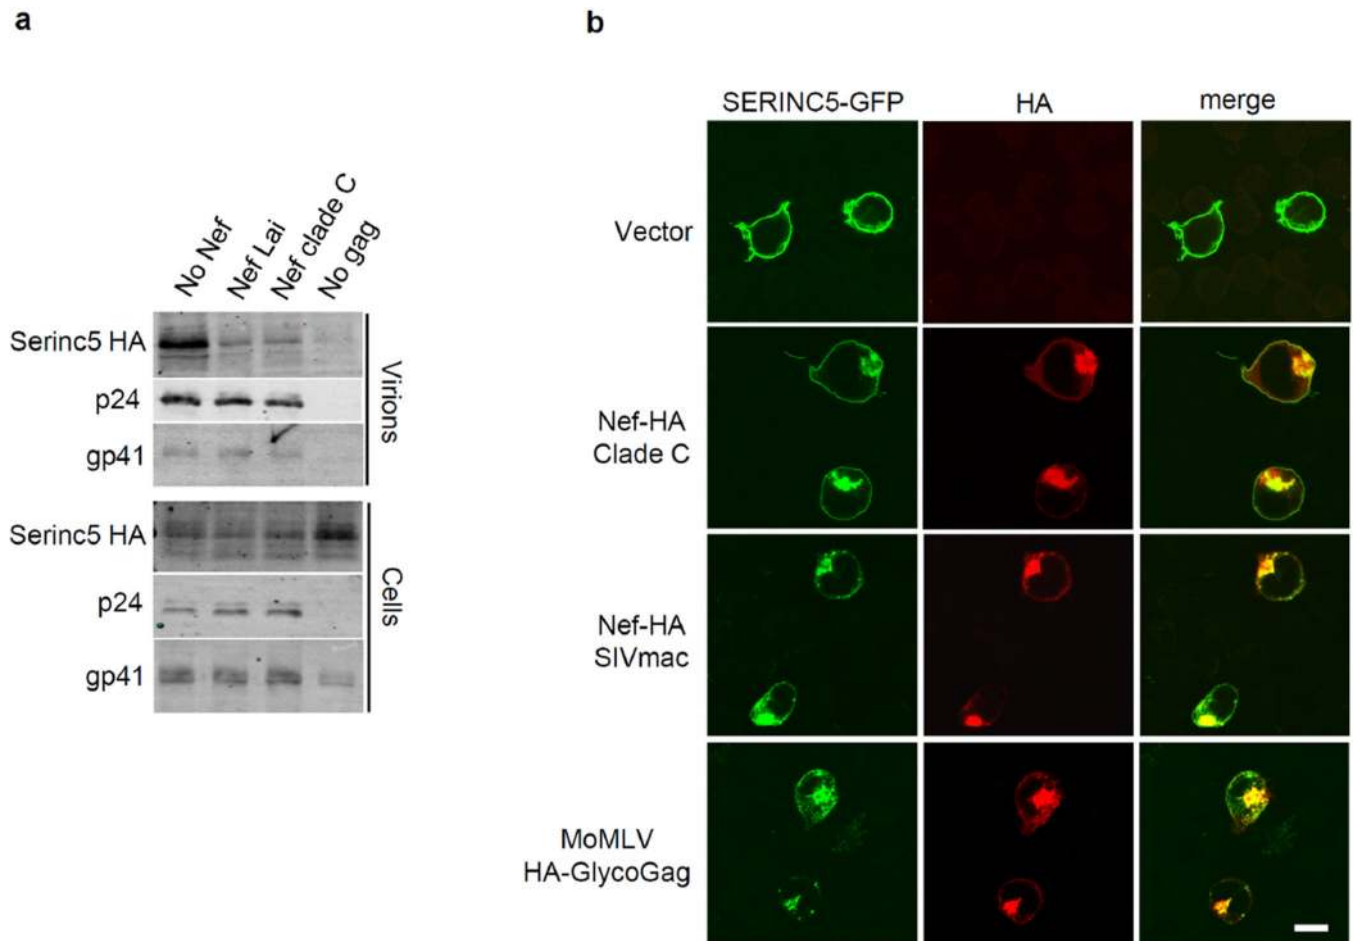 a
b
No Nef
Nef Lai
Nef clade C
No gag
Serinc5 HA
p24
gp41
Virions
Serinc5 HA
p24
gp41
Cells
SERINC5-GFP
HA
merge
Vector
Nef-HA
Clade C
Nef-HA
SIVmac
MoMLV
HA-GlycoGag